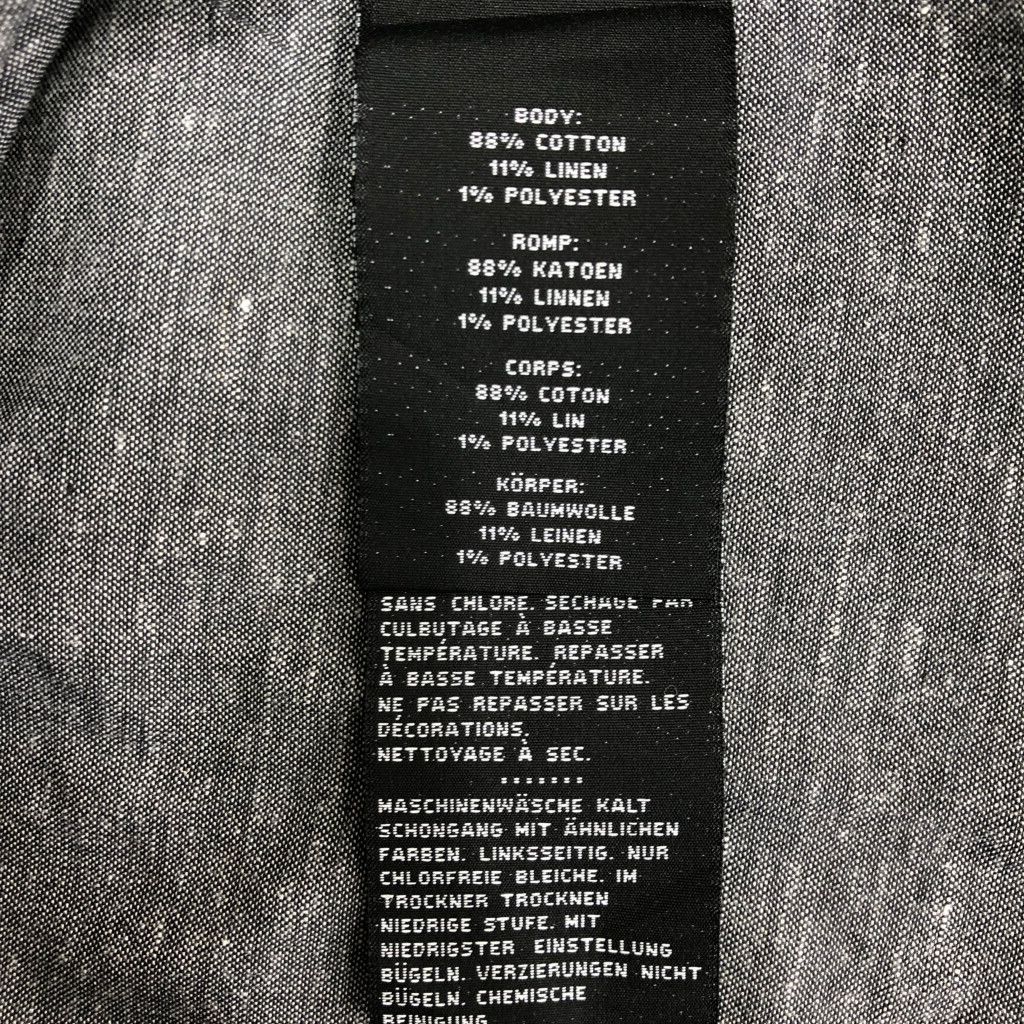 BODY:
88% COTTON
11% LINEN
1% POLYESTER
ROMP:
88% KATOEN
11% LINNEN
1% POLYESTER
CORPS:
88% COTON
11% LIN
1% POLYESTER
KÖRPER:
88% BAUMWOLLE
11% LEINEN
1% POLYESTER
SANS CHLORE. SECHAGE PAR
CULBUTAGE À BASSE
TEMPÉRATURE. REPASSER
À BASSE TEMPÉRATURE.
NE PAS REPASSER SUR LES
DÉCORATIONS.
NETTOYAGE À SEC.
MASCHINENWÄSCHE KALT
SCHONGANG MIT ÄHNLICHEN
FARBEN. LINKSSEITIG. NUR
CHLORFREIE BLEICHE. IM
TROCKNER TROCKNEN
NIEDRIGE STUFE. MIT
NIEDRIGSTER EINSTELLUNG
BÜGELN. VERZIERUNGEN NICHT
BÜGELN. CHEMISCHE
REINIGUNG